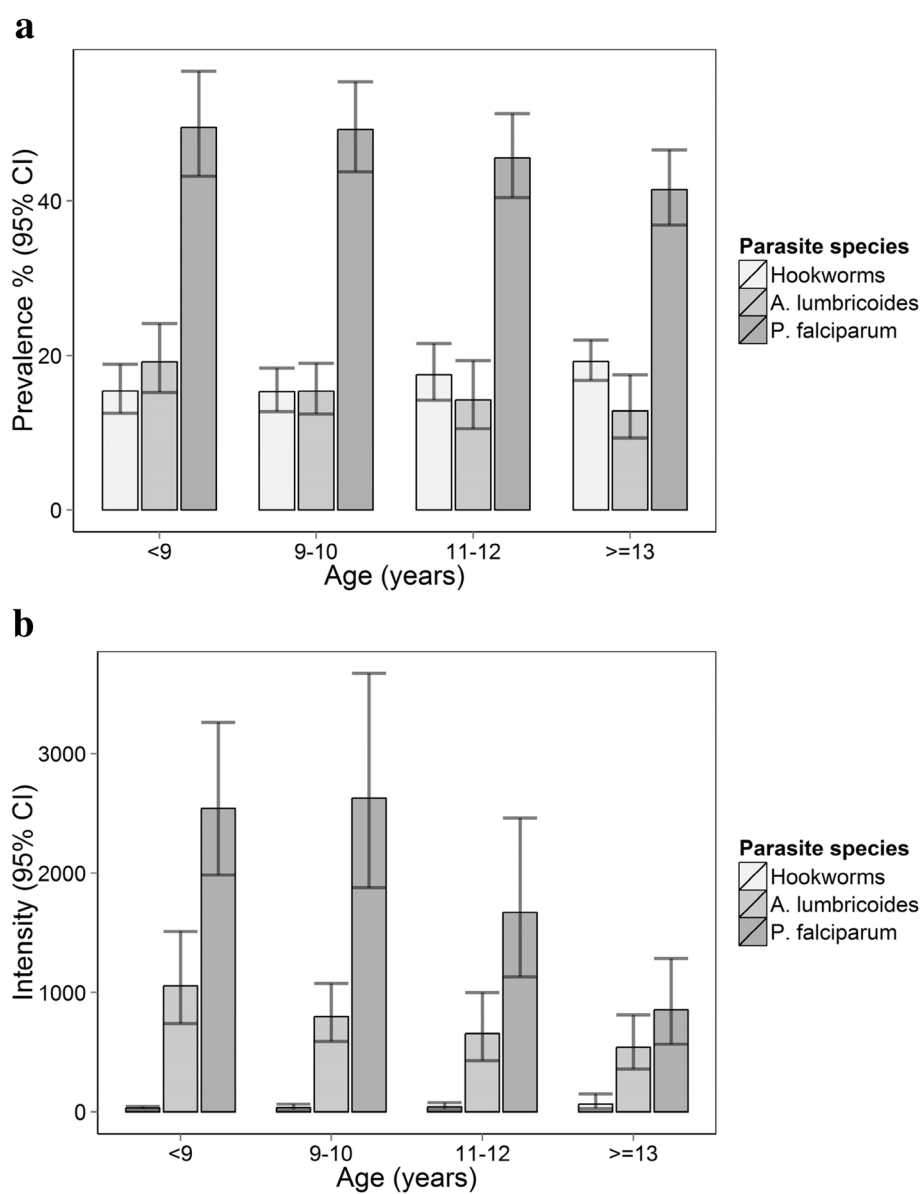 a
Prevalence % (95% CI)
40
20
0
<9 9-10 11-12 >=13
Age (years)
Parasite species
Hookworms
A. lumbricoides
P. falciparum
b
Intensity (95% CI)
3000
2000
1000
0
<9 9-10 11-12 >=13
Age (years)
Parasite species
Hookworms
A. lumbricoides
P. falciparum